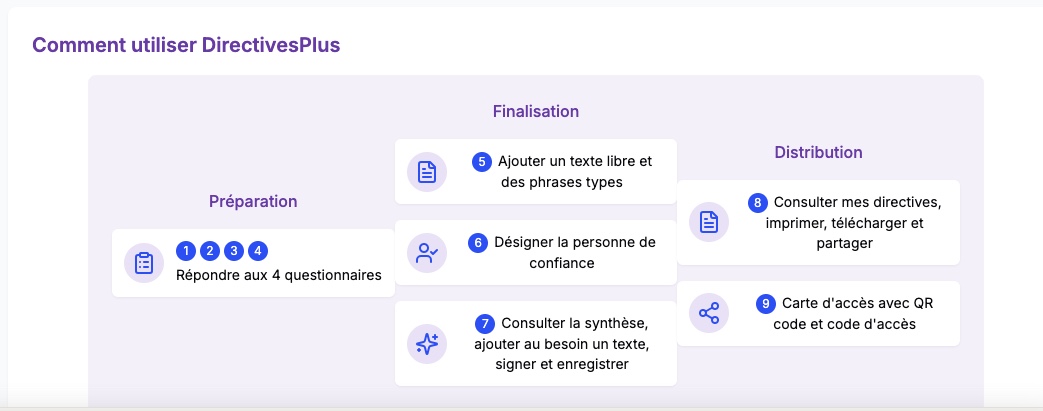 Comment utiliser DirectivesPlus
Préparation
1 2 3 4
Répondre aux 4 questionnaires
Finalisation
5 Ajouter un texte libre et
des phrases types
6 Désigner la personne de
confiance
7 Consulter la synthèse,
ajouter au besoin un texte,
signer et enregistrer
Distribution
8 Consulter mes directives,
imprimer, télécharger et
partager
9 Carte d'accès avec QR
code et code d'accès